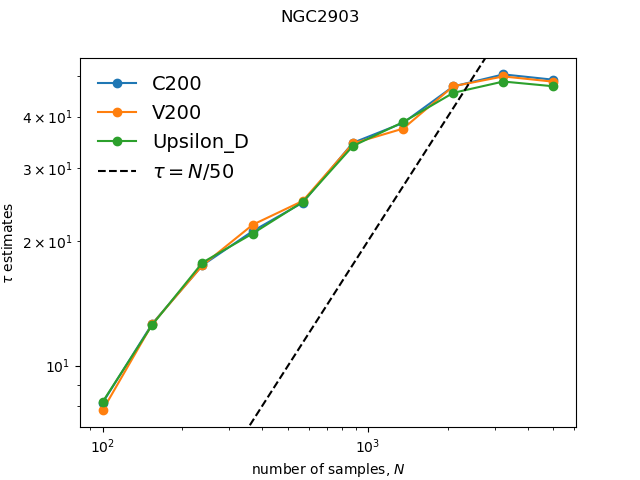 NGC2903
C200
V200
Upsilon_D
τ = N/50
4 × 10¹
3 × 10¹
2 × 10¹
10¹
τ estimates
10² 10³
number of samples, N